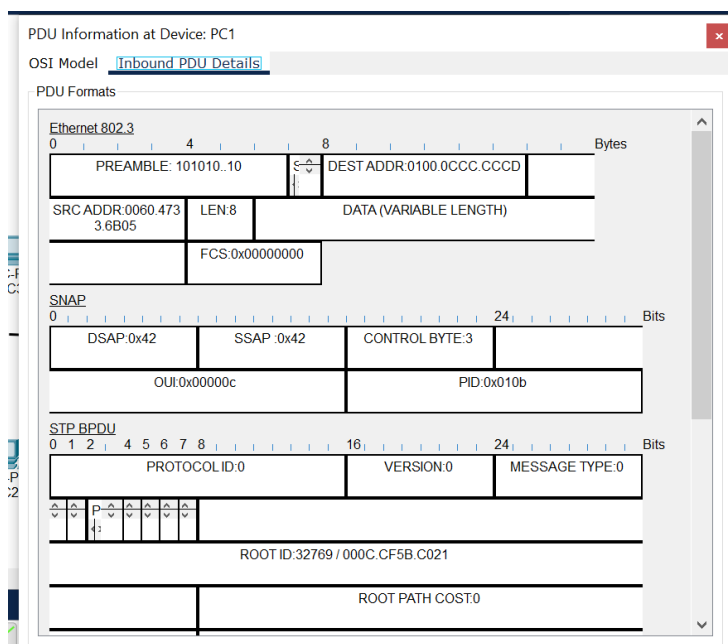 PDU Information at Device: PC1
OSI Model Inbound PDU Details
PDU Formats
Ethernet 802.3
0 4 8 Bytes
PREAMBLE: 101010..10 DEST ADDR:0100.0CCC.CCCD
SRC ADDR:0060.473 LEN:8 DATA (VARIABLE LENGTH)
3.6B05
FCS:0x00000000
SNAP
0 24 Bits
DSAP:0x42 SSAP :0x42 CONTROL BYTE:3
OUI:0x00000c PID:0x010b
STP BPDU
0 1 2 4 5 6 7 8 16 24 Bits
PROTOCOL ID:0 VERSION:0 MESSAGE TYPE:0
P
ROOT ID:32769 / 000C.CF5B.C021
ROOT PATH COST:0